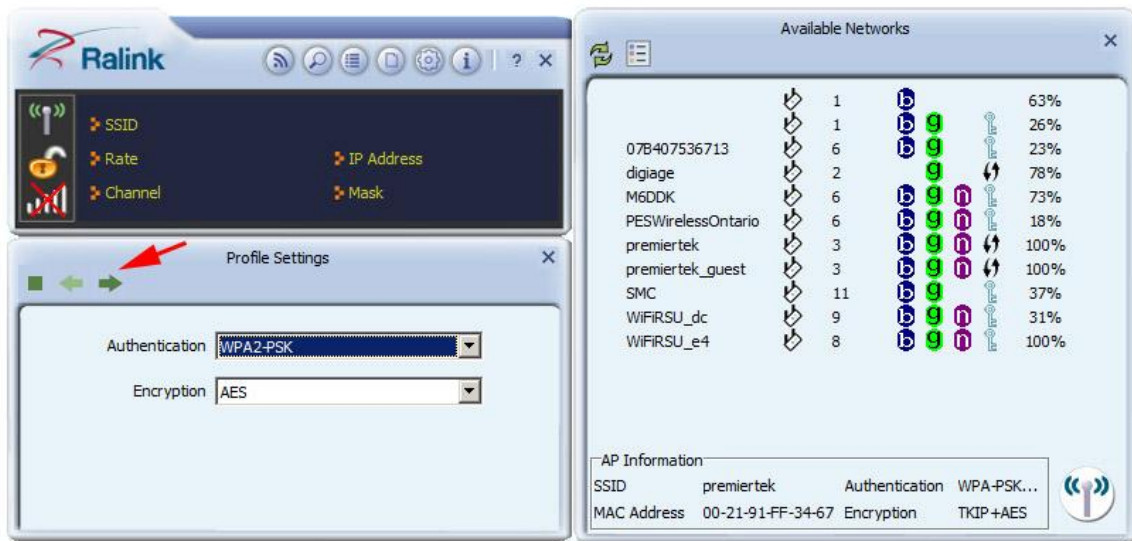 Ralink
? ×
SSID
Rate IP Address
Channel Mask
Profile Settings ×
Authentication WPA2-PSK
Encryption AES
Available Networks ×
1 b 63%
1 b g 26%
07B407536713 6 b g 23%
digiage 2 g 78%
M6DDK 6 b g n 73%
PESWirelessOntario 6 b g n 18%
premiertek 3 b g n 100%
premiertek_guest 3 b g n 100%
SMC 11 b g 37%
WiFiRSU_dc 9 b g n 31%
WiFiRSU_e4 8 b g n 100%
AP Information
SSID premiertek Authentication WPA-PSK...
MAC Address 00-21-91-FF-34-67 Encryption TKIP+AES